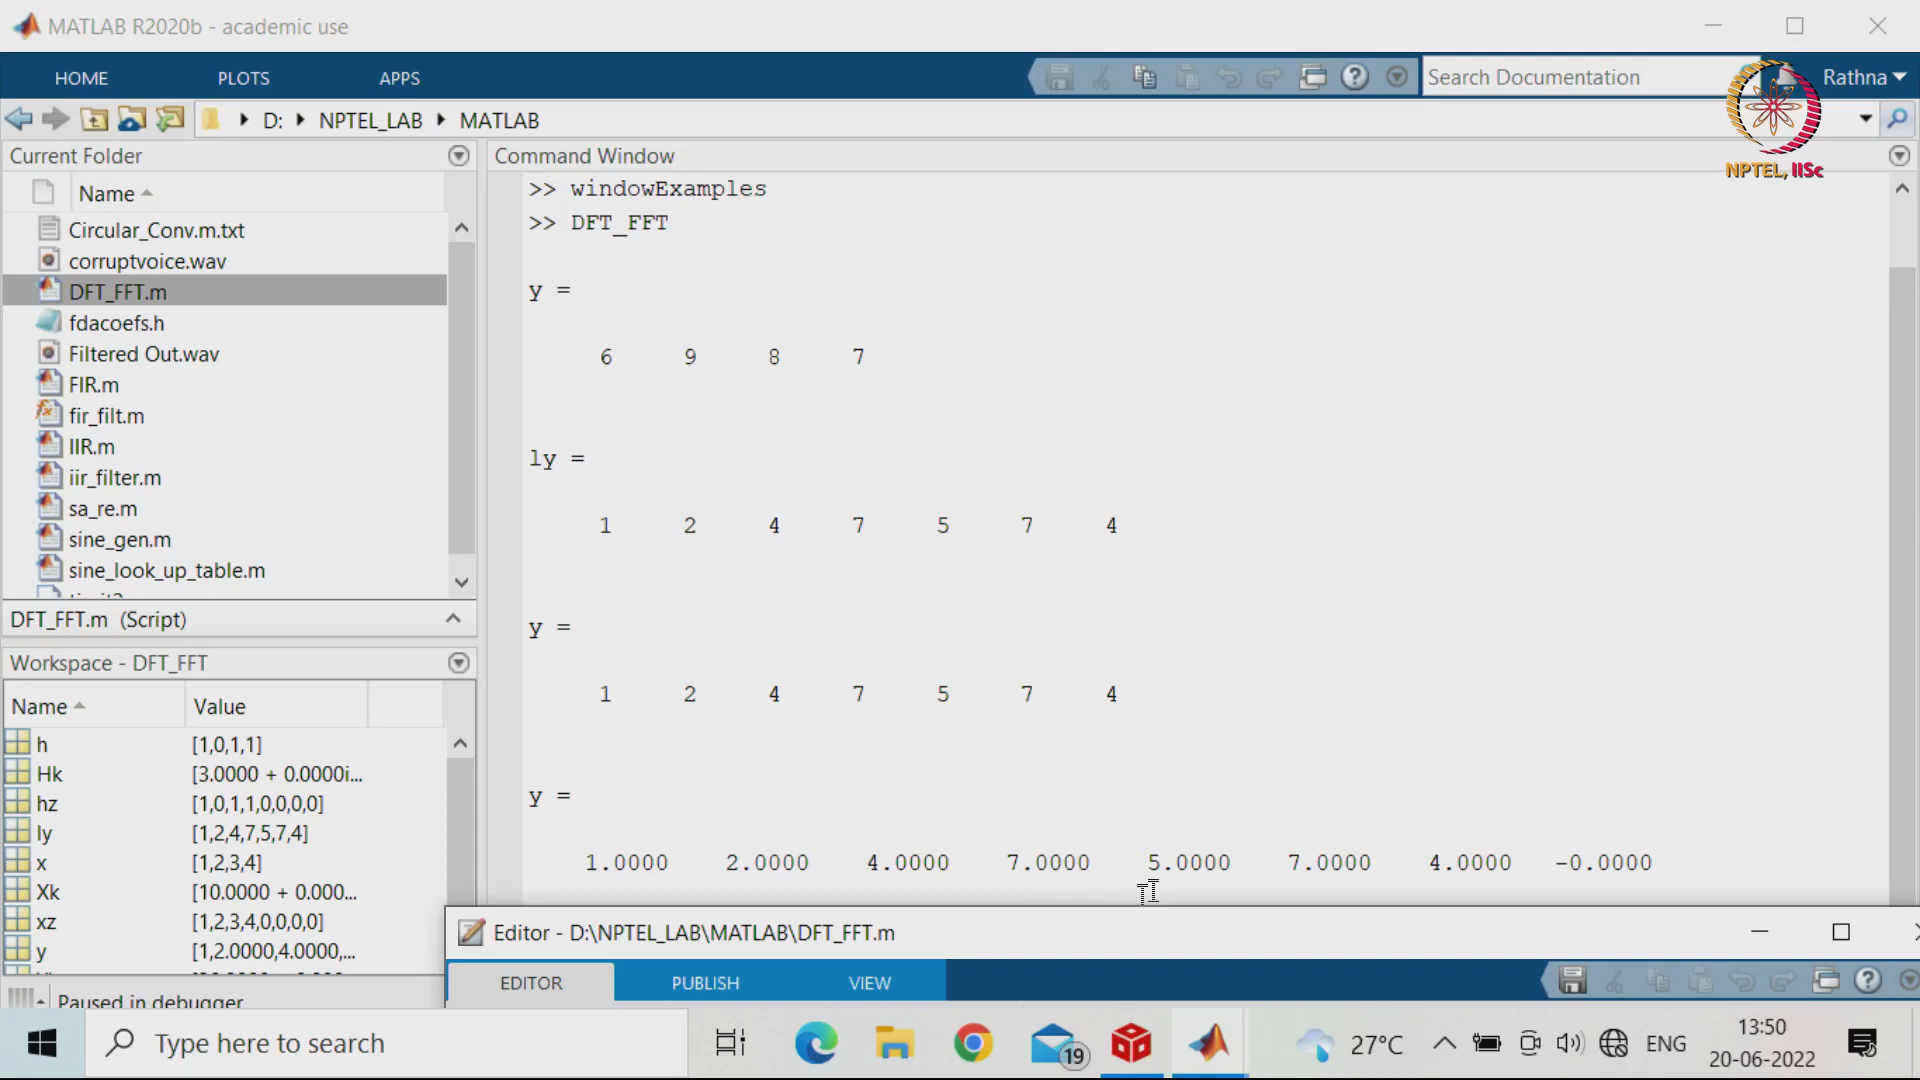 MATLAB R2020b - academic use
HOME PLOTS APPS
Search Documentation
Rathna
D: NPTEL_LAB MATLAB
NPTEL, IISc
Current Folder
Name
Circular_Conv.m.txt
corruptvoice.wav
DFT_FFT.m
fdacoefs.h
Filtered Out.wav
FIR.m
fir_filt.m
IIR.m
iir_filter.m
sa_re.m
sine_gen.m
sine_look_up_table.m
DFT_FFT.m (Script)
Workspace - DFT_FFT
Name Value
h [1,0,1,1]
Hk [3.0000 + 0.0000i...
hz [1,0,1,1,0,0,0,0]
ly [1,2,4,7,5,7,4]
x [1,2,3,4]
Xk [10.0000 + 0.000...
xz [1,2,3,4,0,0,0,0]
y [1,2.0000,4.0000,...
Paused in debugger
Command Window
>> windowExamples
>> DFT_FFT
y =
6 9 8 7
ly =
1 2 4 7 5 7 4
y =
1 2 4 7 5 7 4
y =
1.0000 2.0000 4.0000 7.0000 5.0000 7.0000 4.0000 -0.0000
Editor - D:\NPTEL_LAB\MATLAB\DFT_FFT.m
EDITOR PUBLISH VIEW
Type here to search
19
27°C
ENG
13:50
20-06-2022